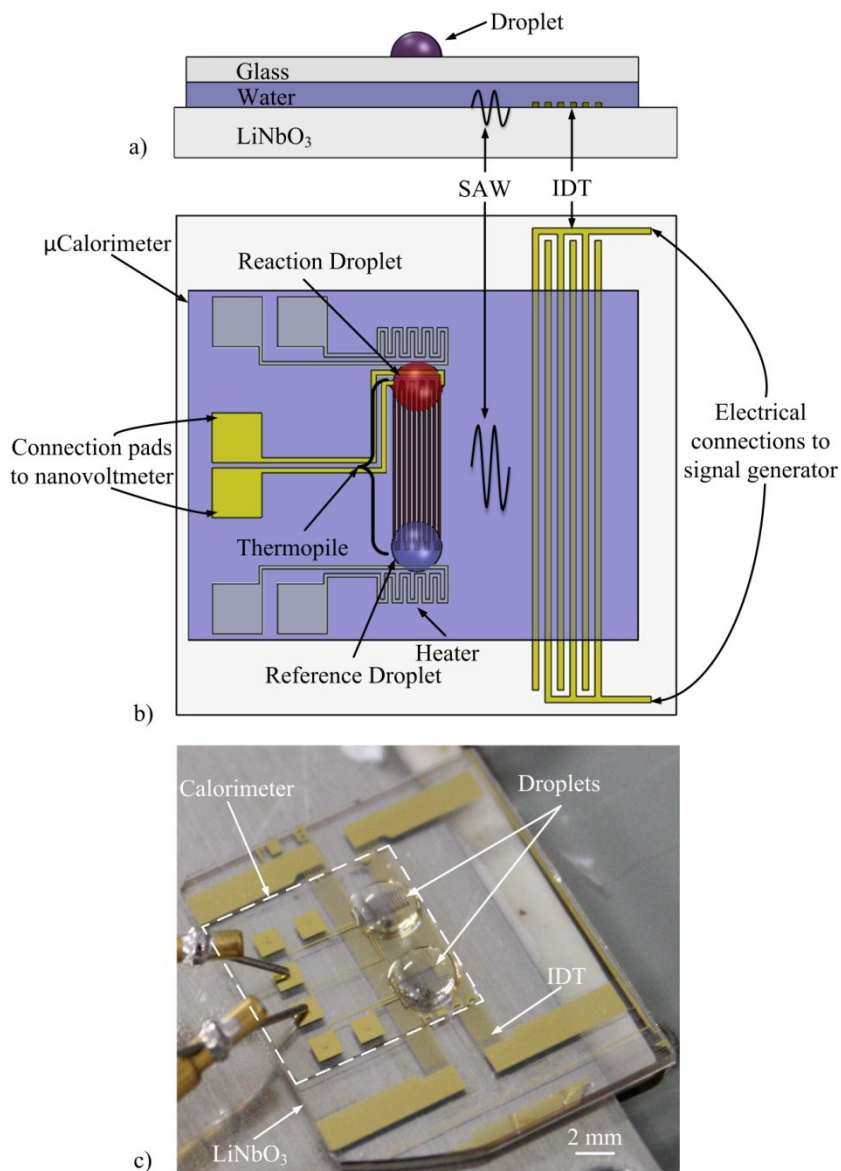 Droplet
Glass
Water
LiNbO3
a)
SAW
IDT
µCalorimeter
Reaction Droplet
Connection pads
to nanovoltmeter
Electrical
connections to
signal generator
Thermopile
Heater
Reference Droplet
b)
Calorimeter
Droplets
IDT
LiNbO3
2 mm
c)